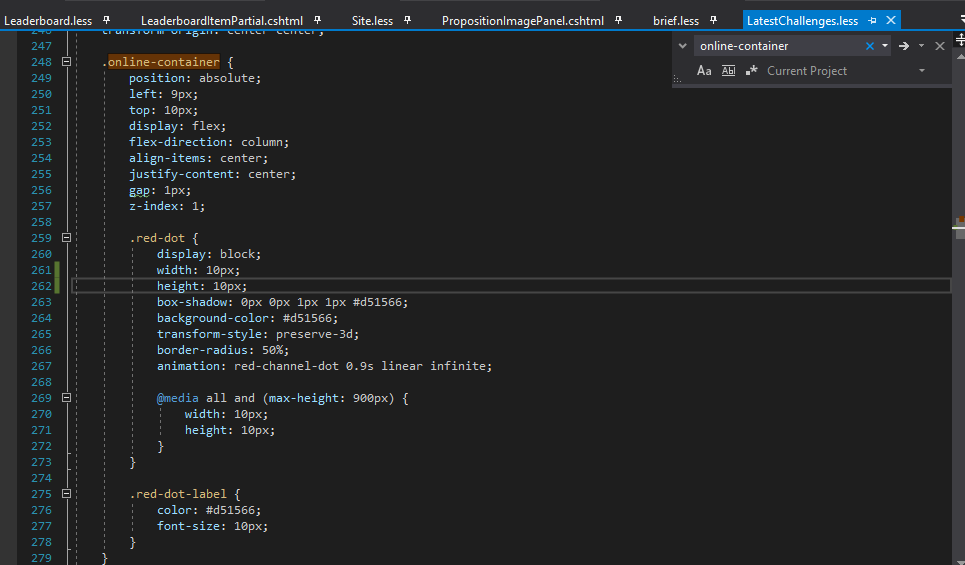 Leaderboard.less LeaderboardItemPartial.cshtml Site.less PropositionImagePanel.cshtml brief.less LatestChallenges.less
online-container
Aa Ab .* Current Project
246 transform-origin: center center;
247
248 .online-container {
249 position: absolute;
250 left: 9px;
251 top: 10px;
252 display: flex;
253 flex-direction: column;
254 align-items: center;
255 justify-content: center;
256 gap: 1px;
257 z-index: 1;
258
259 .red-dot {
260 display: block;
261 width: 10px;
262 height: 10px;
263 box-shadow: 0px 0px 1px 1px #d51566;
264 background-color: #d51566;
265 transform-style: preserve-3d;
266 border-radius: 50%;
267 animation: red-channel-dot 0.9s linear infinite;
268
269 @media all and (max-height: 900px) {
270 width: 10px;
271 height: 10px;
272 }
273 }
274
275 .red-dot-label {
276 color: #d51566;
277 font-size: 10px;
278 }
279 }